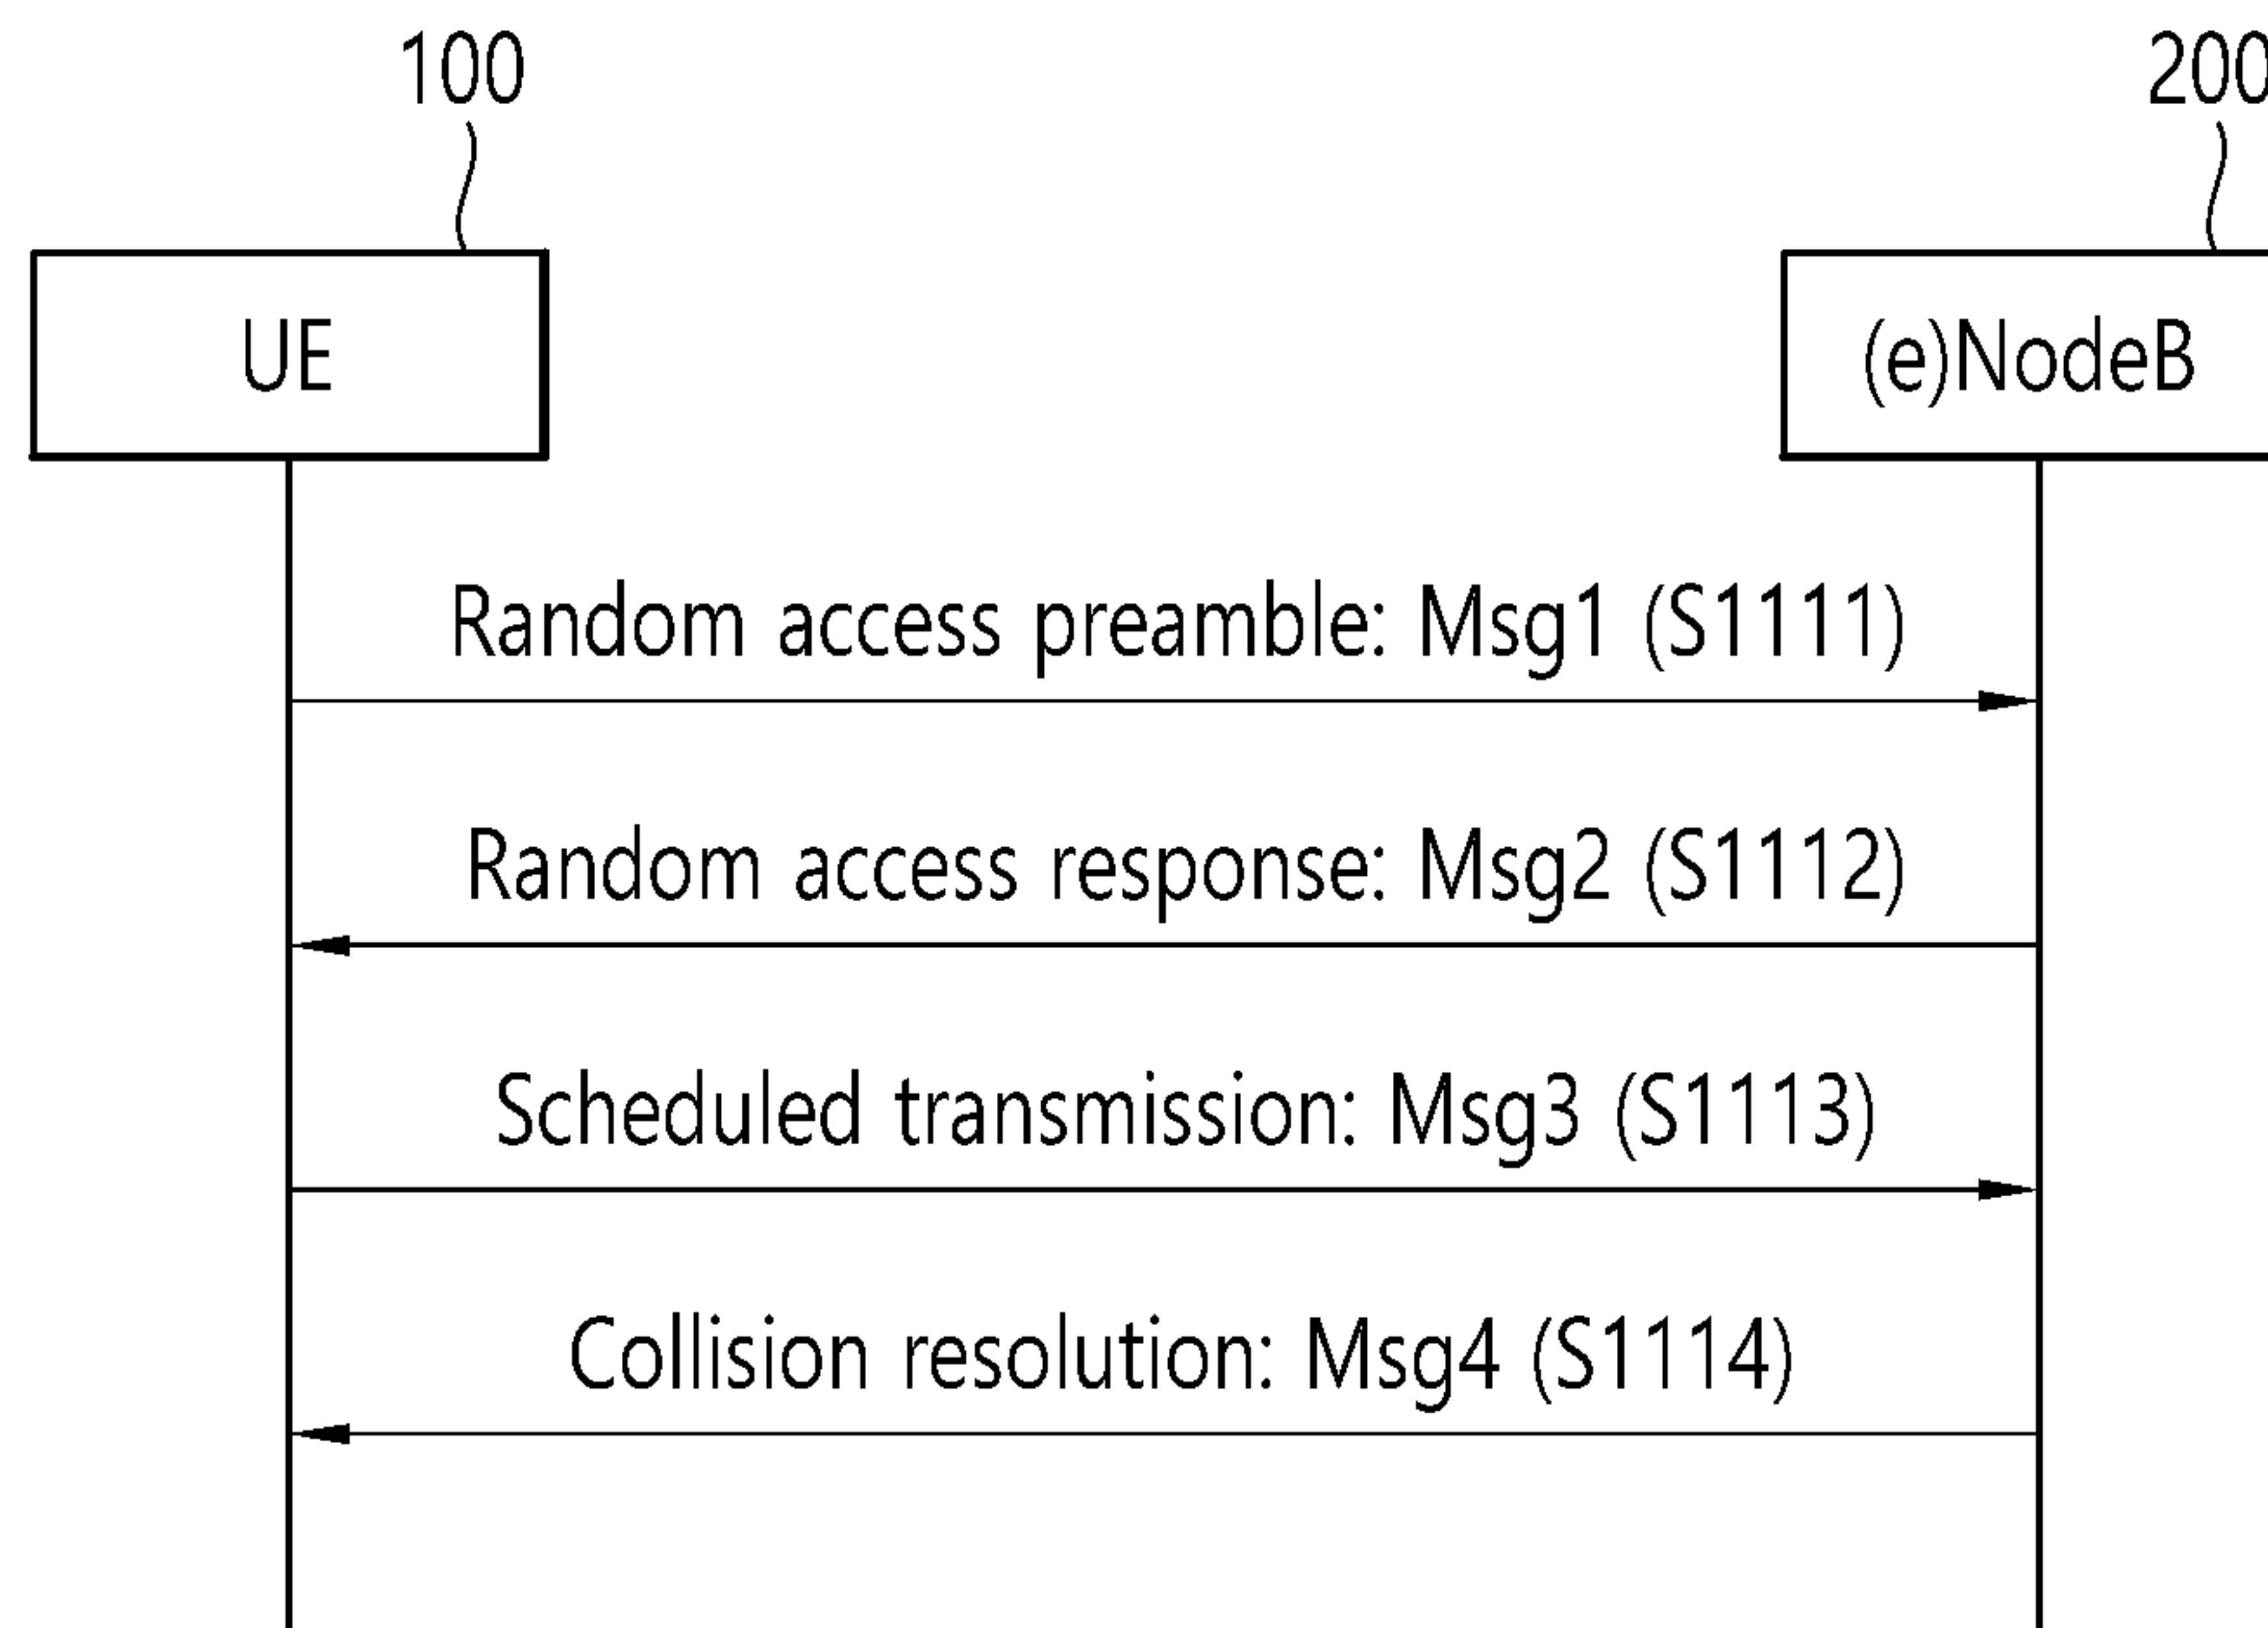 100
200
UE
(e)NodeB
Random access preamble: Msg1 (S1111)
Random access response: Msg2 (S1112)
Scheduled transmission: Msg3 (S1113)
Collision resolution: Msg4 (S1114)